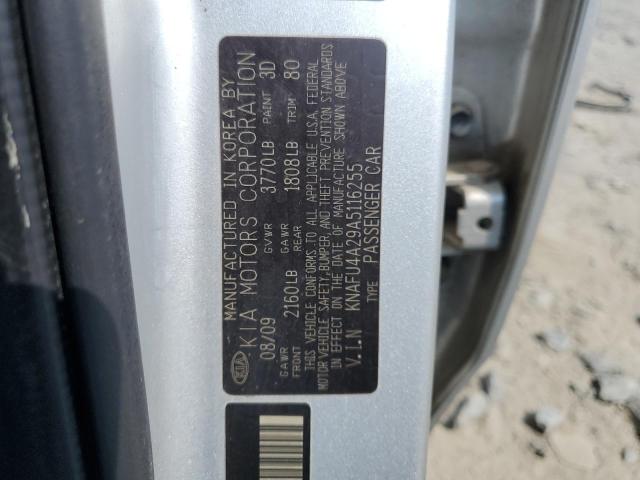 MANUFACTURED IN KOREA BY
KIA KIA MOTORS CORPORATION
08/09 GVWR 3770LB PAINT 3D
GAWR FRONT 2160LB GAWR REAR 1808LB TRIM 80
THIS VEHICLE CONFORMS TO ALL APPLICABLE U.S.A. FEDERAL
MOTOR VEHICLE SAFETY, BUMPER, AND THEFT PREVENTION STANDARDS
IN EFFECT ON THE DATE OF MANUFACTURE SHOWN ABOVE
V.I.N KNAFU4A29A5116255
TYPE PASSENGER CAR